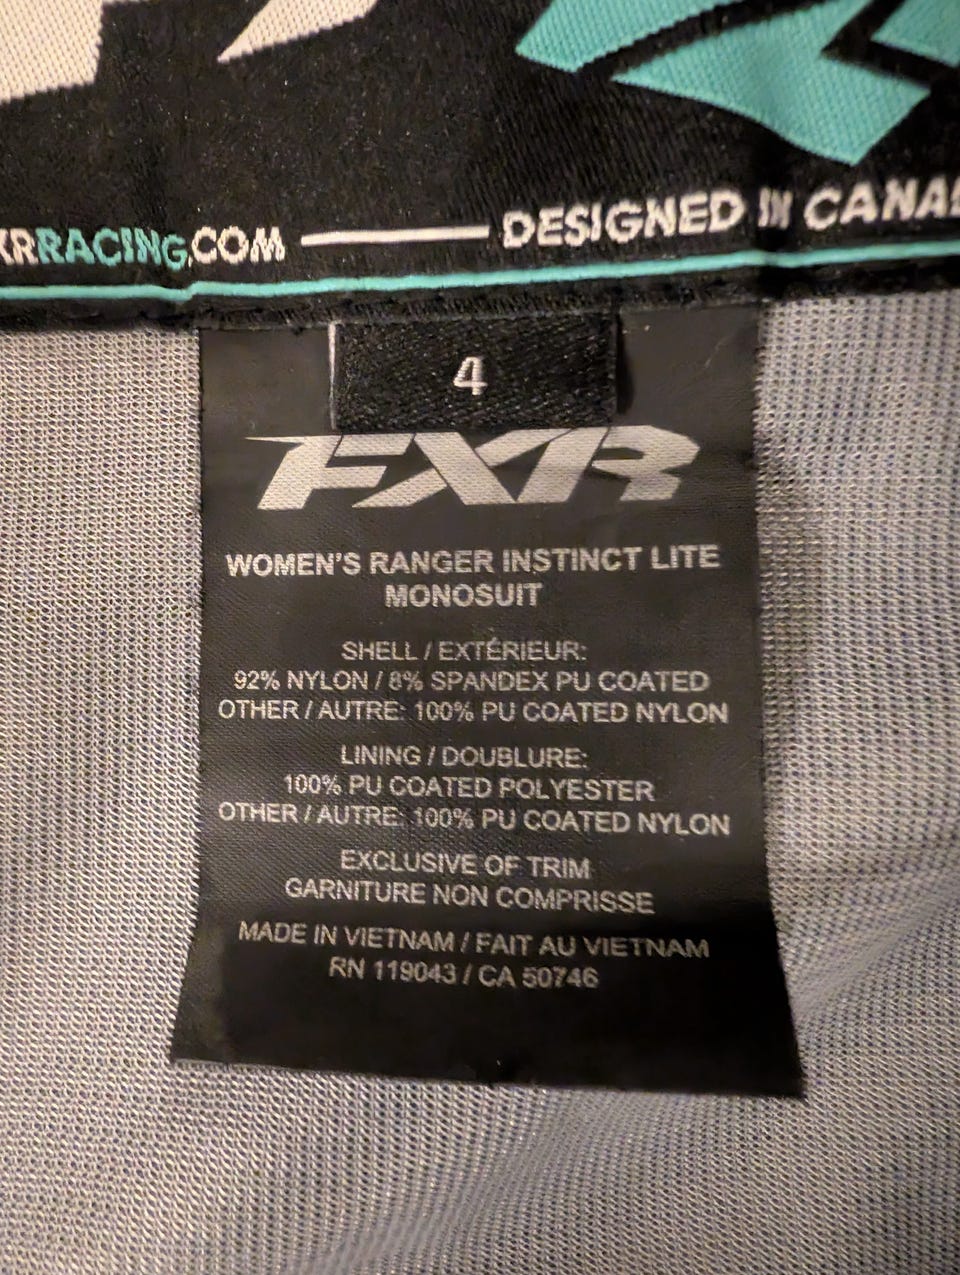 RRACING.COM DESIGNED IN
4
FXR
WOMEN'S RANGER INSTINCT LITE
MONOSUIT
SHELL / EXTÉRIEUR:
92% NYLON / 8% SPANDEX PU COATED
OTHER / AUTRE: 100% PU COATED NYLON
LINING / DOUBLURE:
100% PU COATED POLYESTER
OTHER / AUTRE: 100% PU COATED NYLON
EXCLUSIVE OF TRIM
GARNITURE NON COMPRISSE
MADE IN VIETNAM / FAIT AU VIETNAM
RN 119043 / CA 50746